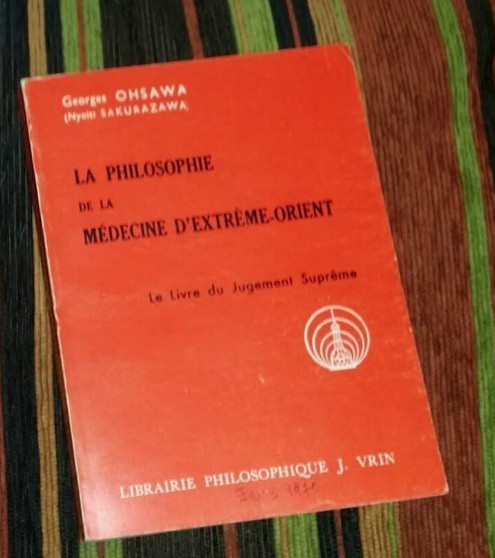 Georges OHSAWA
(Nyoiti SAKURAZAWA)
LA PHILOSOPHIE
DE LA
MÉDECINE D'EXTRÊME-ORIENT
Le Livre du Jugement Suprême
LIBRAIRIE PHILOSOPHIQUE J. VRIN